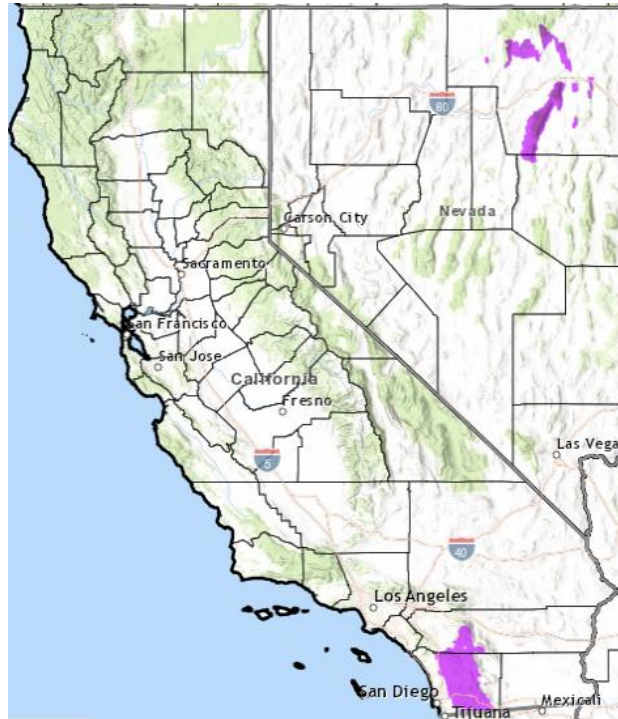 80
Carson City
Nevada
Sacramento
San Francisco
San Jose
California
Fresno
5
Las Vega
40
Los Angeles
San Diego
Tijuana
Mexicali